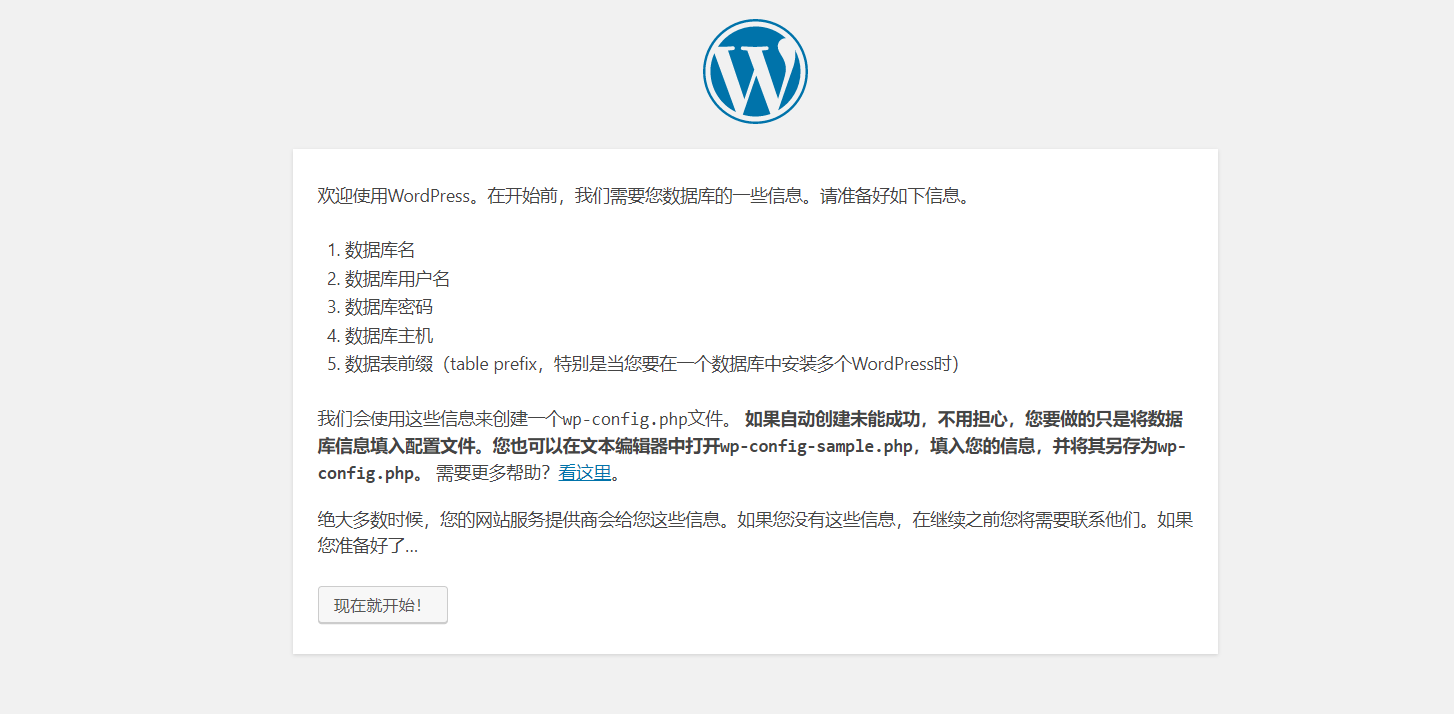 欢迎使用WordPress。在开始前，我们需要您数据库的一些信息。请准备好如下信息。
1. 数据库名
2. 数据库用户名
3. 数据库密码
4. 数据库主机
5. 数据表前缀（table prefix，特别是当您要在一个数据库中安装多个WordPress时）
我们会使用这些信息来创建一个wp-config.php文件。 如果自动创建未能成功，不用担心，您要做的只是将数据
库信息填入配置文件。您也可以在文本编辑器中打开wp-config-sample.php，填入您的信息，并将其另存为wp-
config.php。 需要更多帮助？看这里。
绝大多数时候，您的网站服务提供商会给您这些信息。如果您没有这些信息，在继续之前您将需要联系他们。如果
您准备好了…
现在就开始！